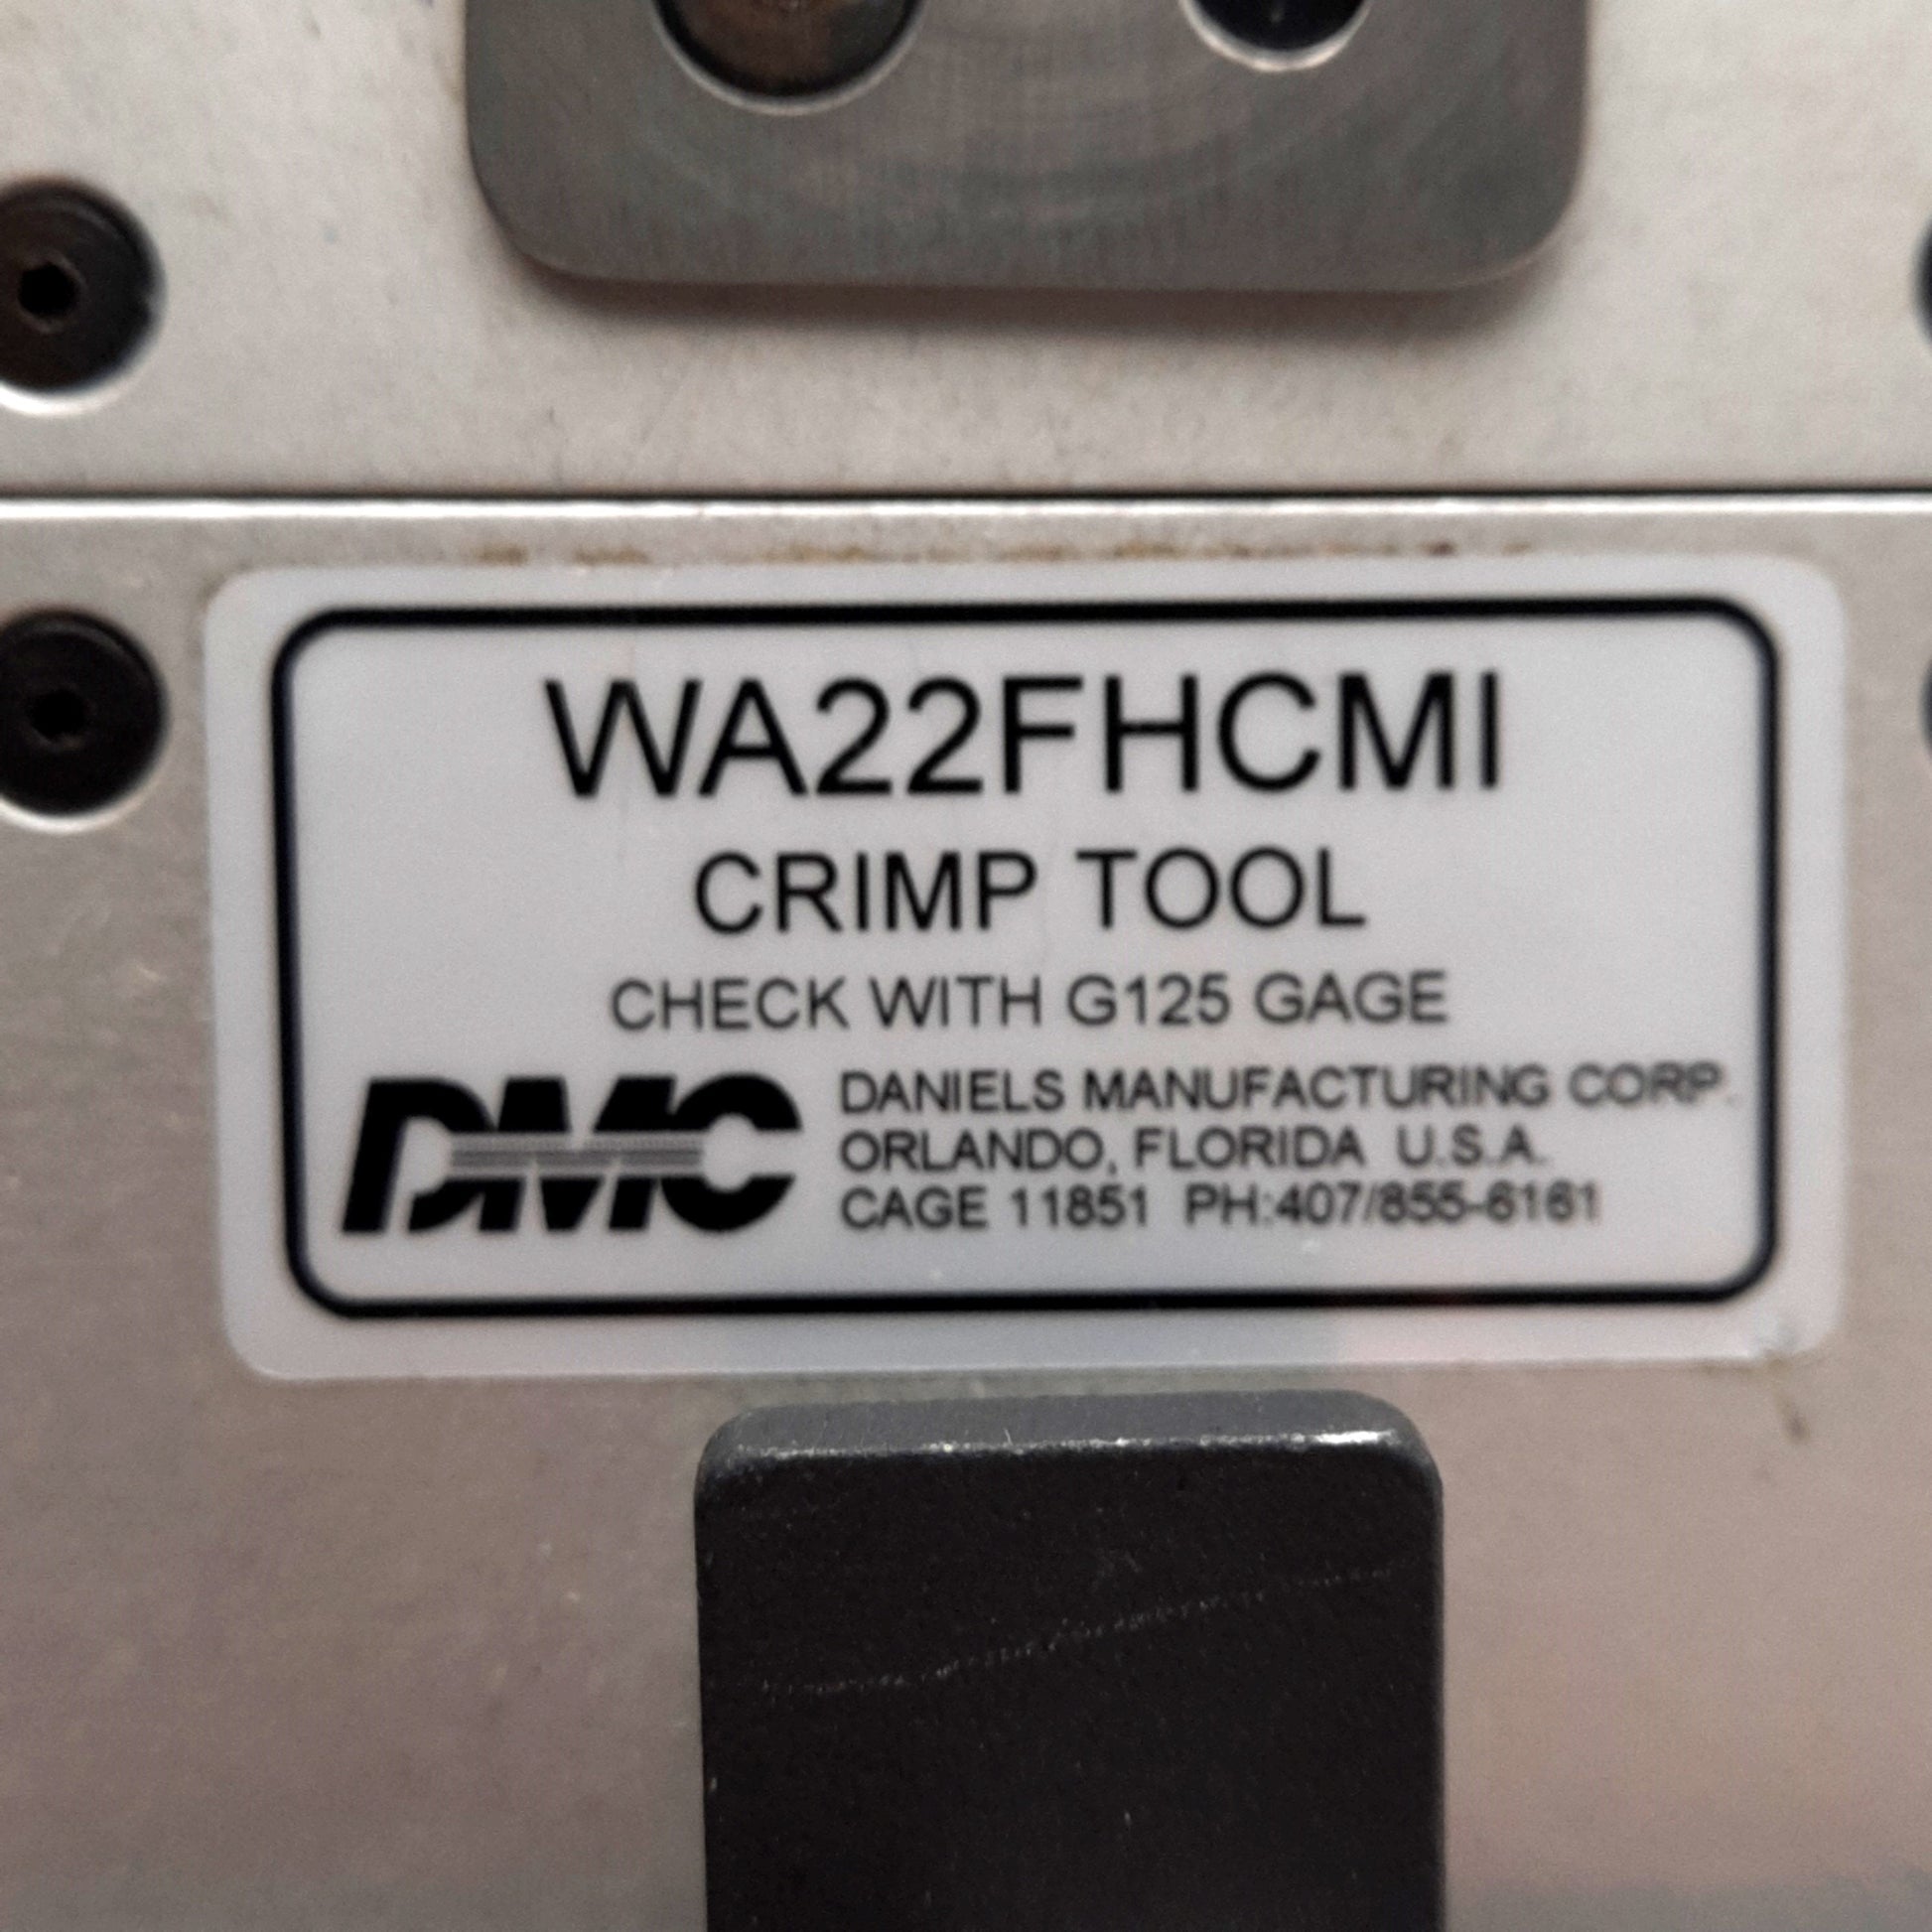 WA22FHCMI
CRIMP TOOL
CHECK WITH G125 GAGE
DMC
DANIELS MANUFACTURING CORP.
ORLANDO, FLORIDA U.S.A.
CAGE 11851 PH:407/855-6161